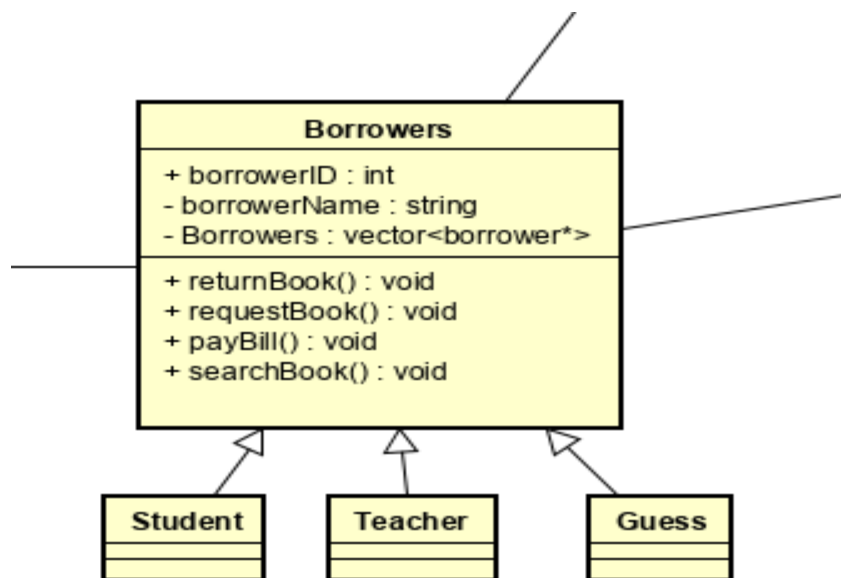 Borrowers
+ borrowerID : int
- borrowerName : string
- Borrowers : vector<borrower*>
+ returnBook() : void
+ requestBook() : void
+ payBill() : void
+ searchBook() : void
Student
Teacher
Guess